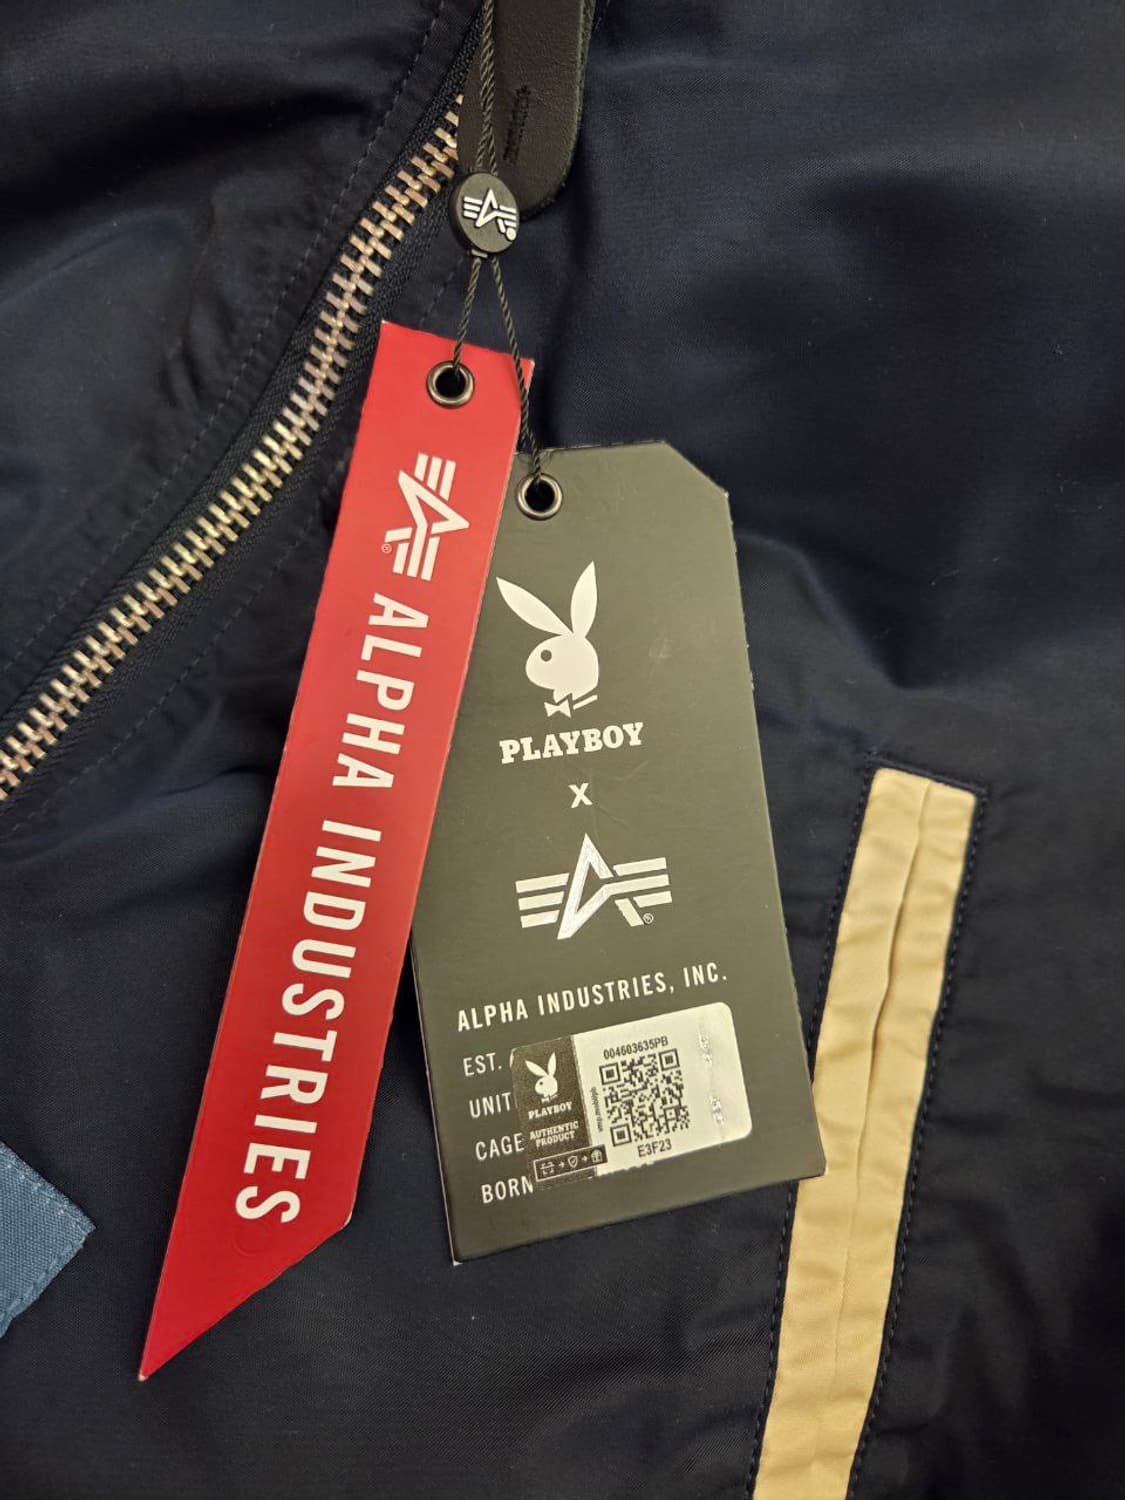 ALPHA INDUSTRIES
PLAYBOY
X
ALPHA INDUSTRIES, INC.
EST.
UNIT
CAGE
BORN
004603635PB
PLAYBOY
AUTHENTIC
PRODUCT
E3F23